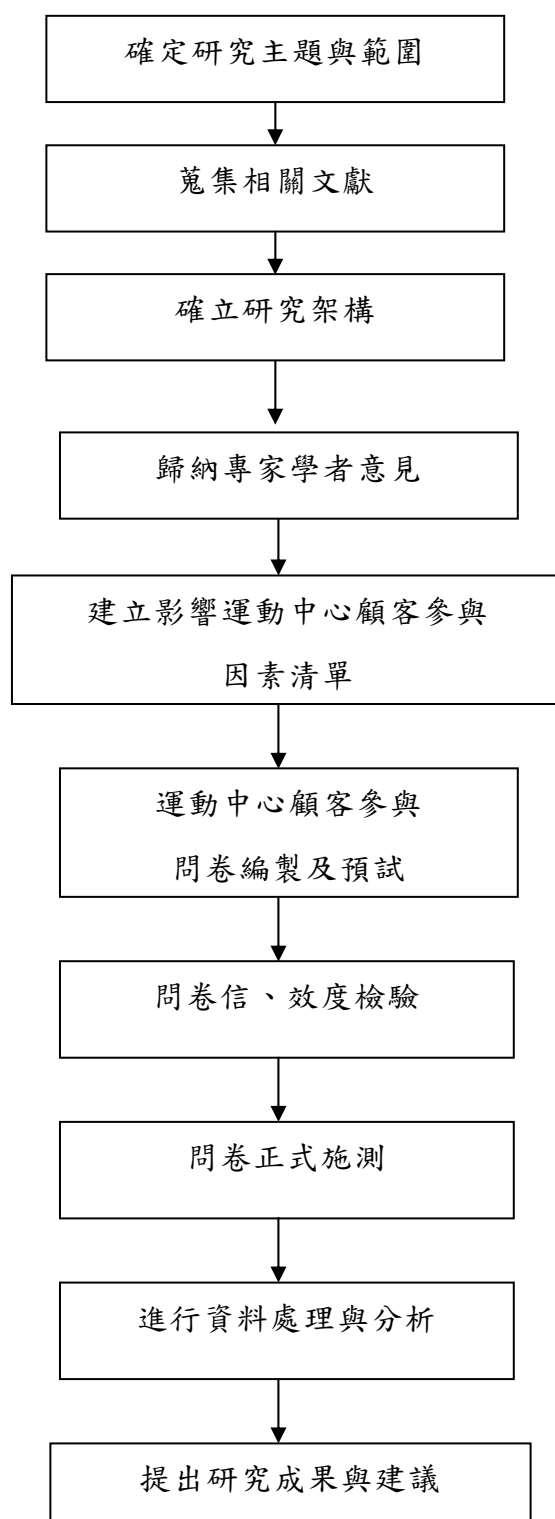 確定研究主題與範圍
蒐集相關文獻
確立研究架構
歸納專家學者意見
建立影響運動中心顧客參與
因素清單
運動中心顧客參與
問卷編製及預試
問卷信、效度檢驗
問卷正式施測
進行資料處理與分析
提出研究成果與建議